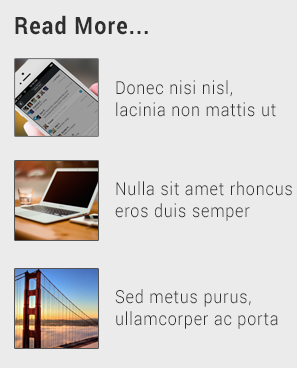 Read More...
Donec nisi nisl,
lacinia non mattis ut
Nulla sit amet rhoncus
eros duis semper
Sed metus purus,
ullamcorper ac porta